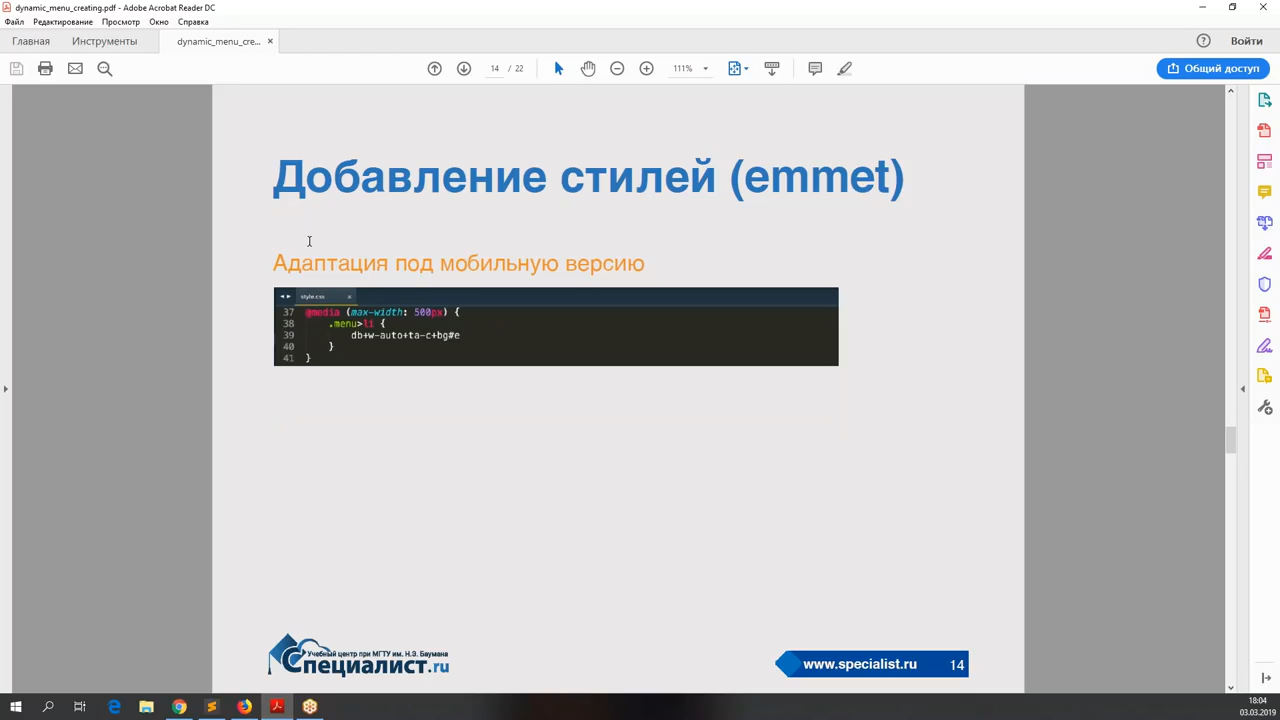 dynamic_menu_creating.pdf - Adobe Acrobat Reader DC
Файл Редактирование Просмотр Окно Справка
Главная Инструменты dynamic_menu_cre... × Войти
14 / 22 111% Общий доступ
Добавление стилей (emmet)
Адаптация под мобильную версию
style.css ×
37 @media (max-width: 500px) {
38 .menu>li {
39 db+w-auto+ta-c+bg#e
40 }
41 }
Учебный центр при МГТУ им. Н.Э. Баумана
Специалист.ru
www.specialist.ru 14
18:04
03.03.2019